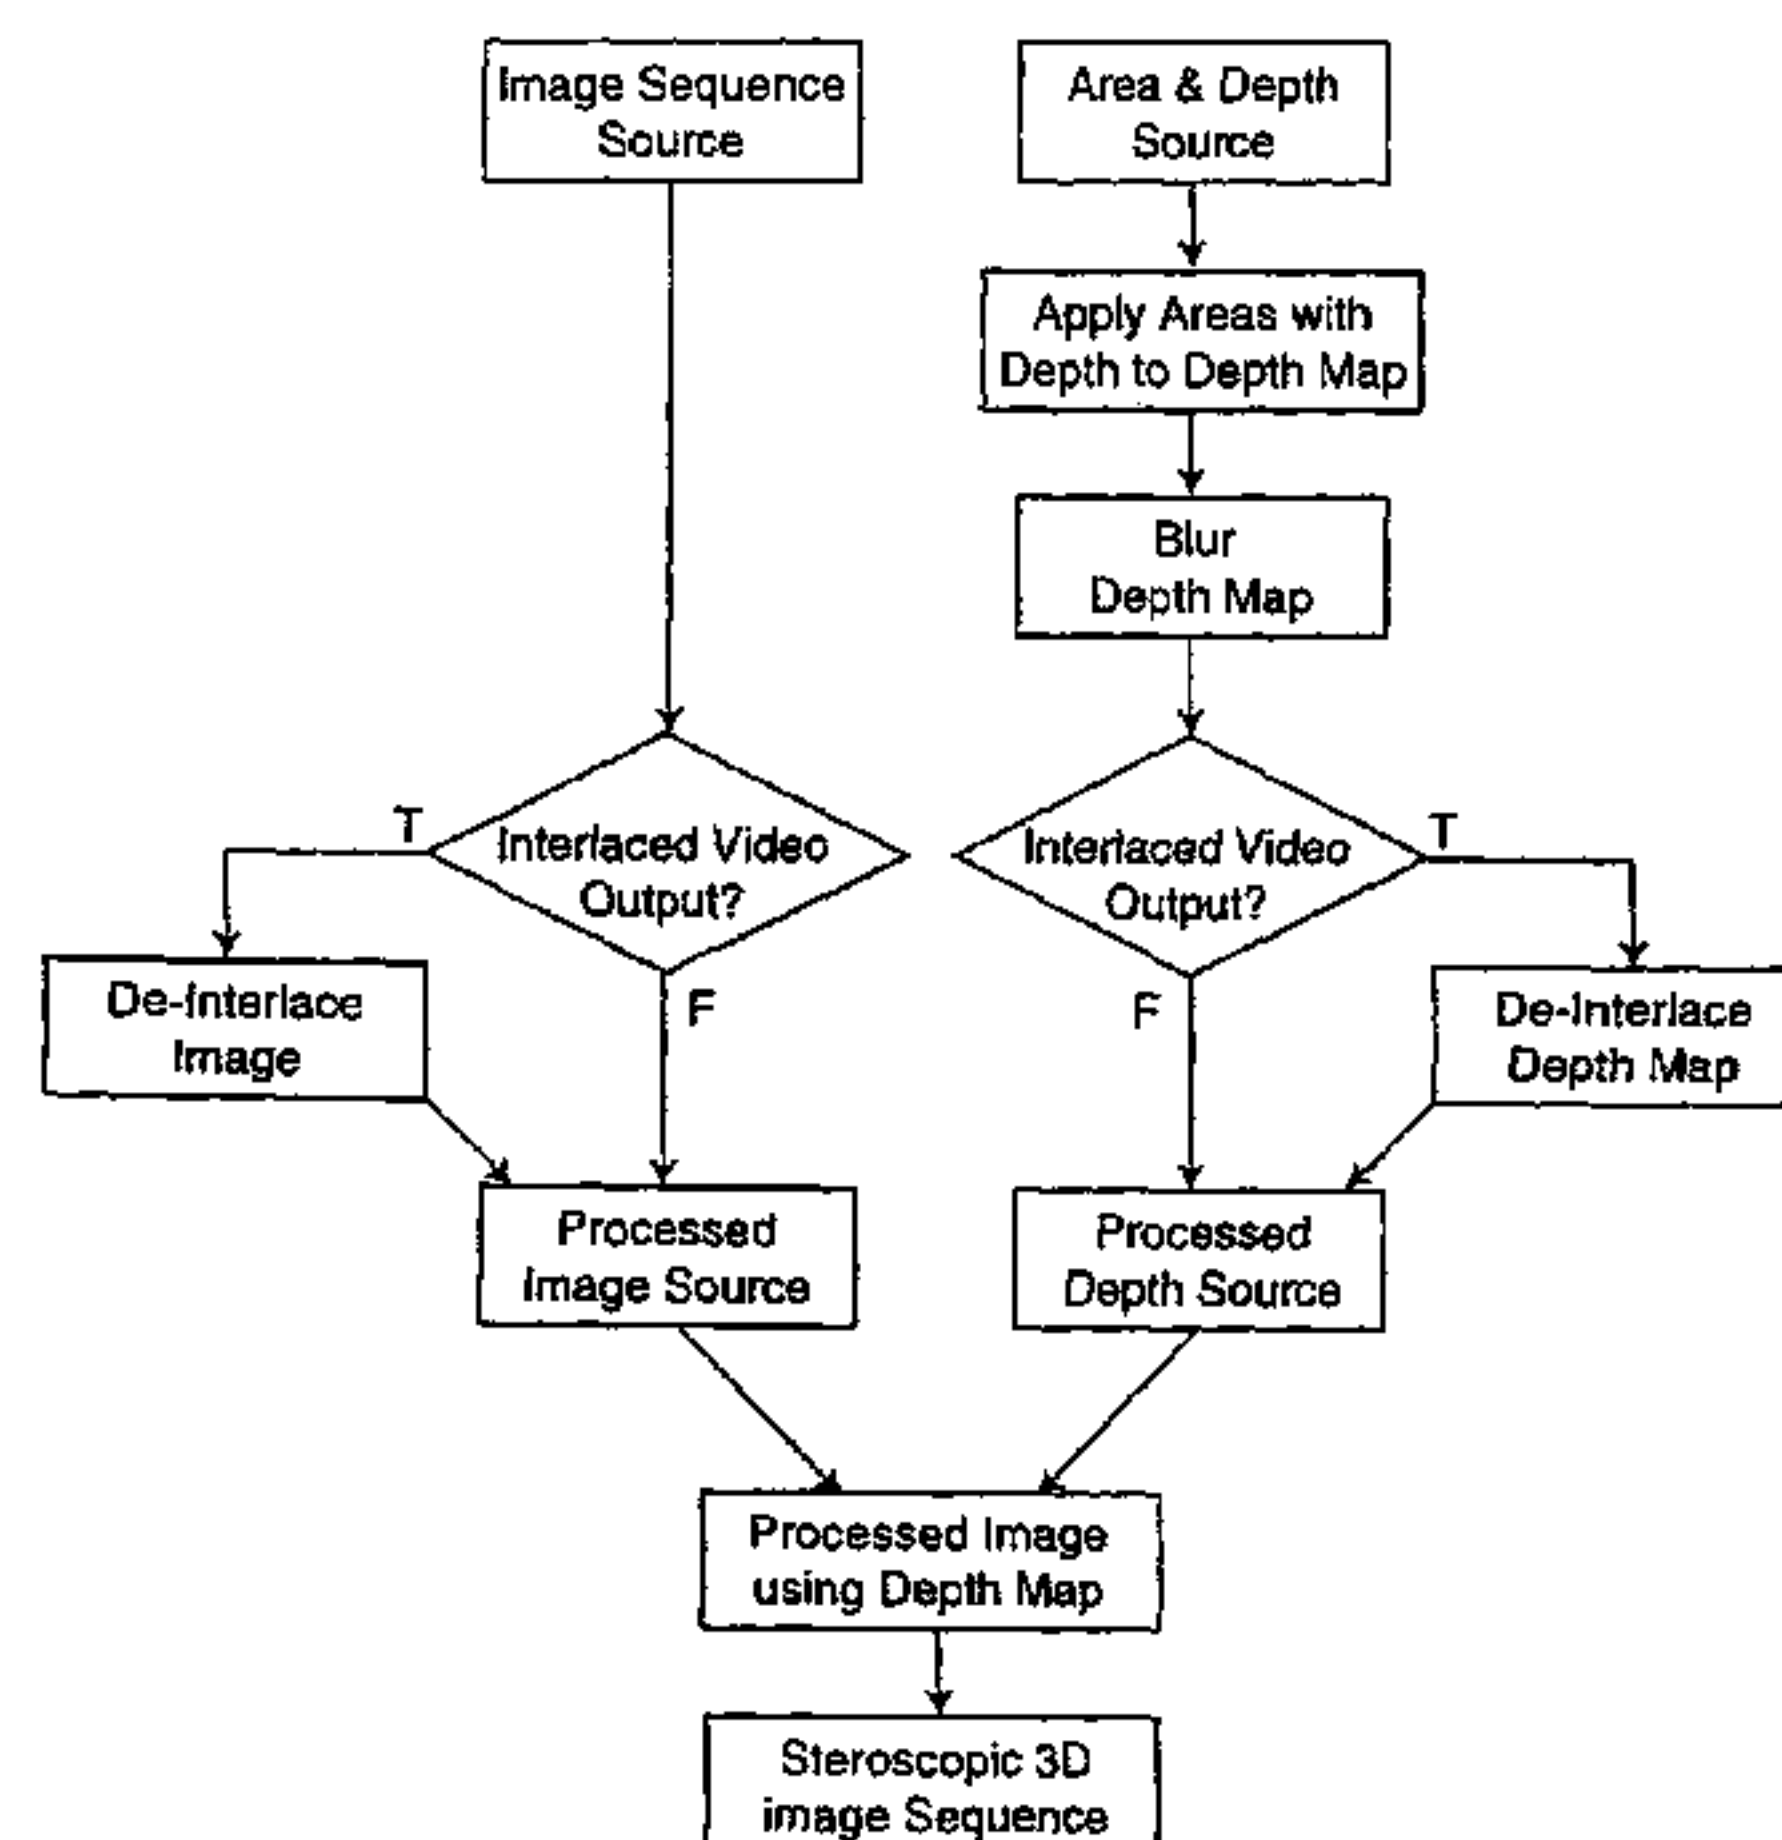 Image Sequence
Source
Area & Depth
Source
Apply Areas with
Depth to Depth Map
Blur
Depth Map
T
Interlaced Video
Output?
F
Interlaced Video
Output?
T
F
De-Interlace
Image
De-Interlace
Depth Map
Processed
Image Source
Processed
Depth Source
Processed Image
using Depth Map
Steroscopic 3D
image Sequence